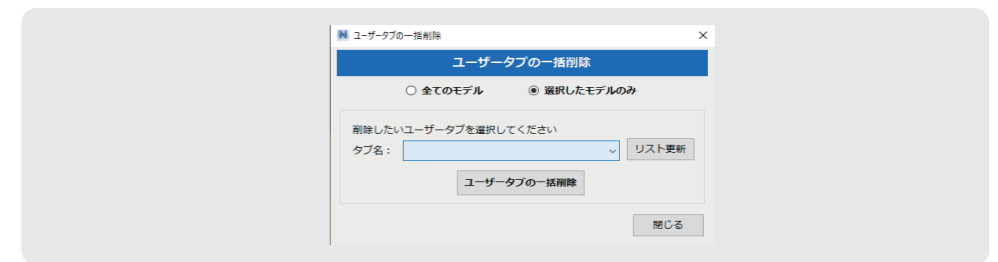 ユーザータブの一括削除
ユーザータブの一括削除
全てのモデル 選択したモデルのみ
削除したいユーザータブを選択してください
タブ名： リスト更新
ユーザータブの一括削除
閉じる